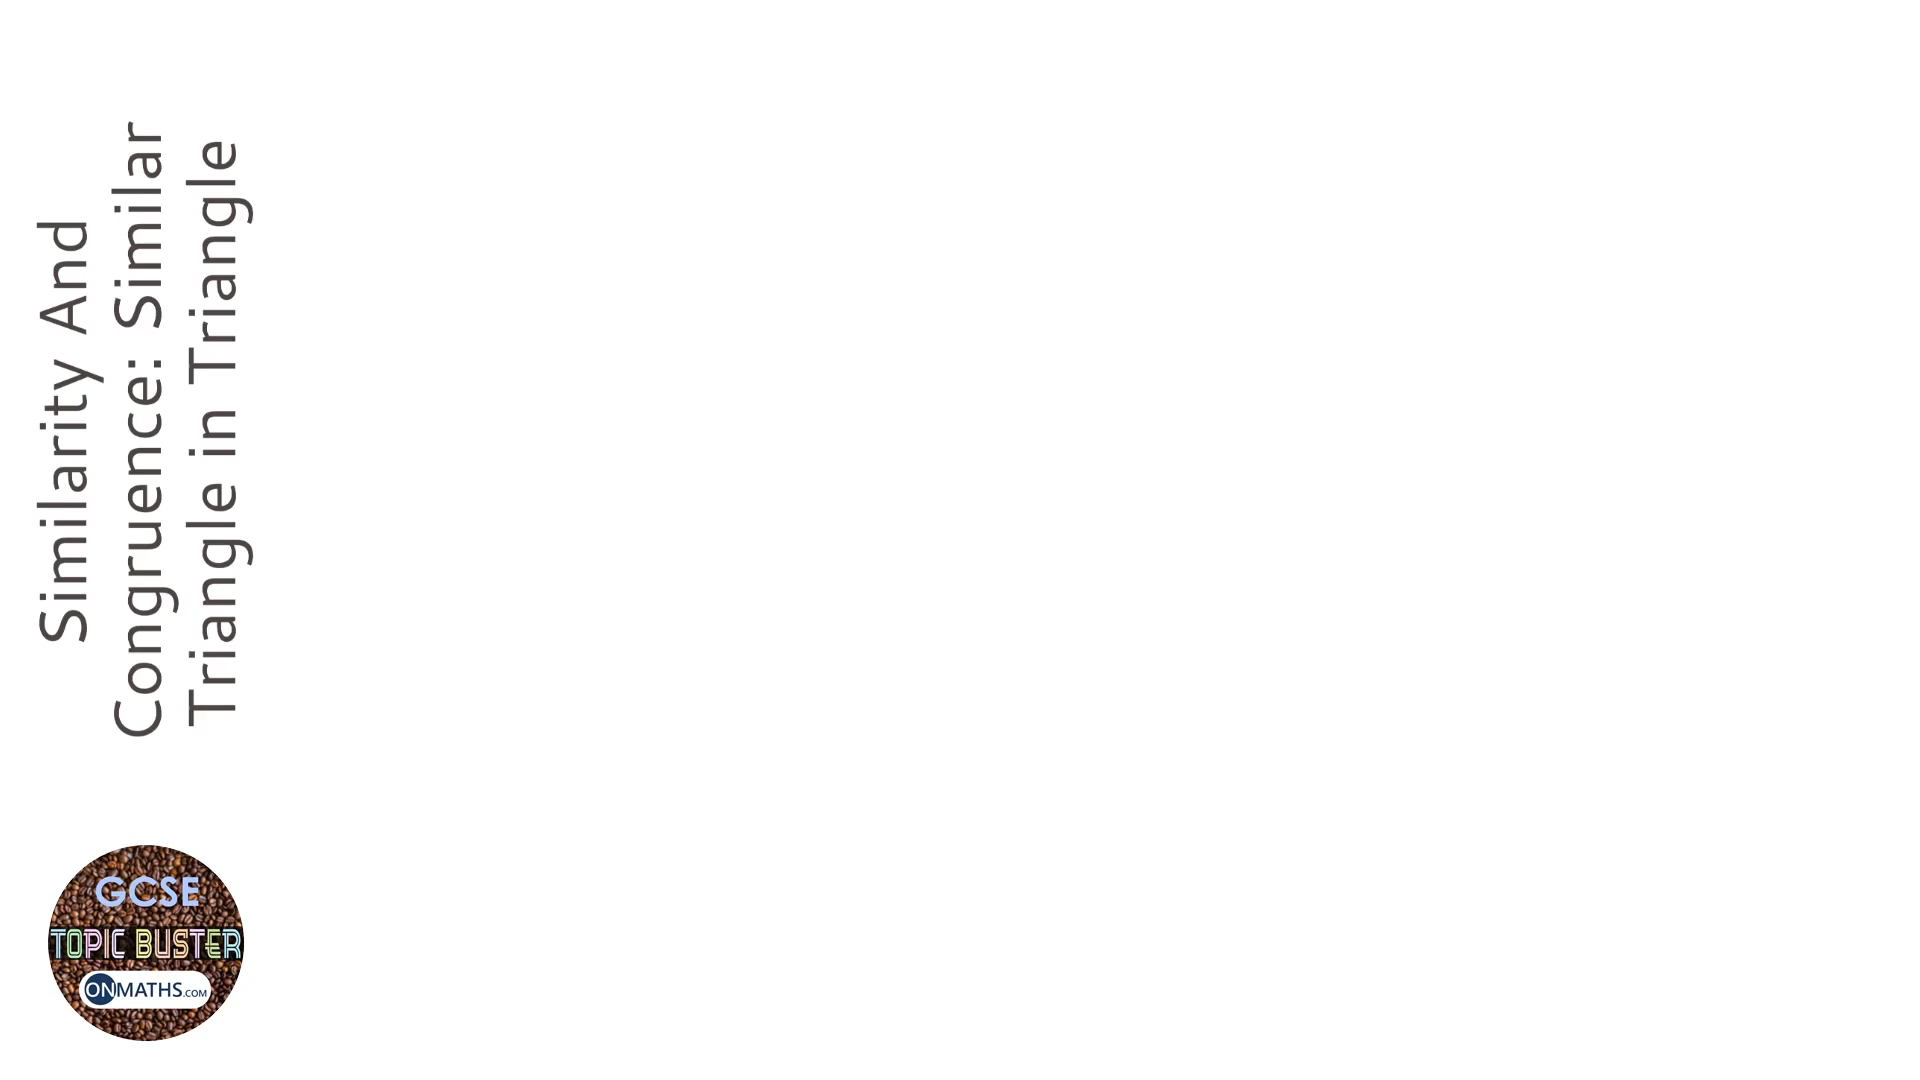 Similarity And
Congruence: Similar
Triangle in Triangle
GCSE
TOPIC BUSTER
ONMATHS.COM